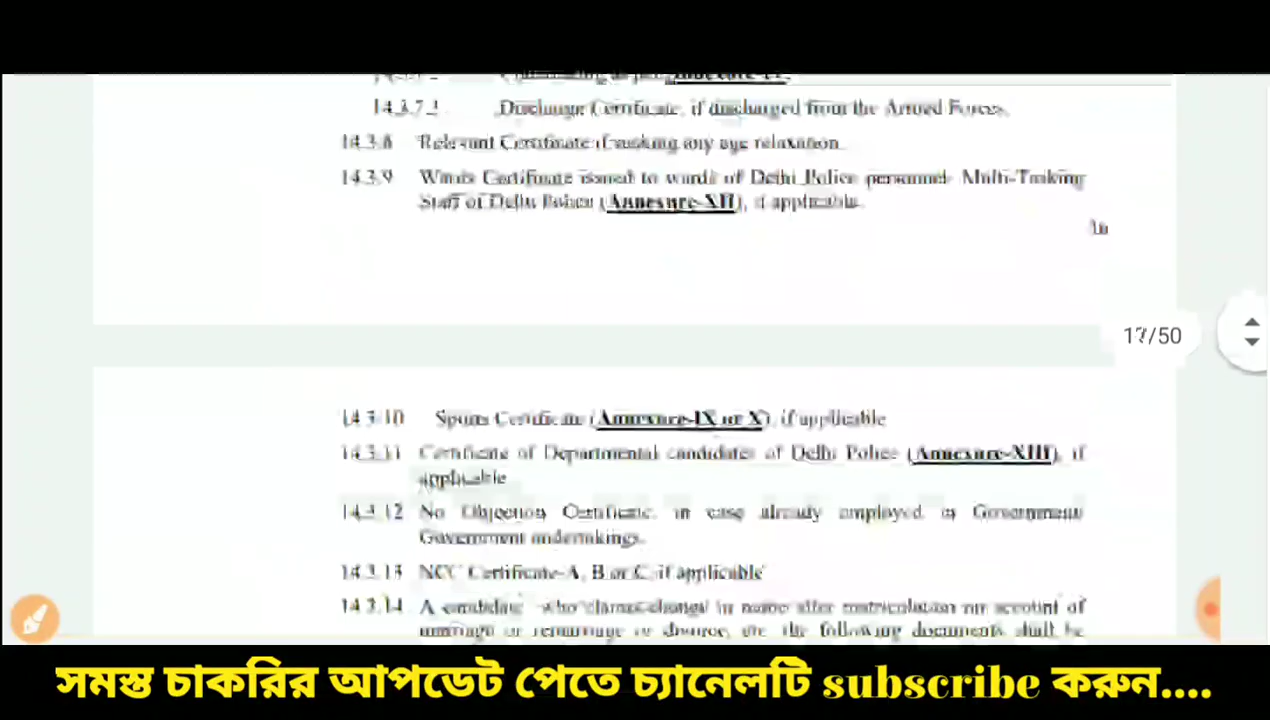 14.3.7.2 Discharge Certificate, if discharged from the Armed Forces.
14.3.8 Relevant Certificate if seeking any age relaxation.
14.3.9 Wards Certificate issued to wards of Delhi Police personnel Multi-Tasking
Staff of Delhi Police (Annexure-XII), if applicable.
17/50
14.3.10 Sports Certificate (Annexure-IX or X), if applicable
14.3.11 Certificate of Departmental candidates of Delhi Police (Annexure-XIII), if
applicable
14.3.12 No Objection Certificate, in case already employed in Government/
Government undertakings.
14.3.13 NCC Certificate-A, B or C, if applicable
14.3.14 A candidate who claims change in name after matriculation on account of
marriage or remarriage or divorce, etc. the following documents shall be
সমস্ত চাকরির আপডেট পেতে চ্যানেলটি subscribe করুন....